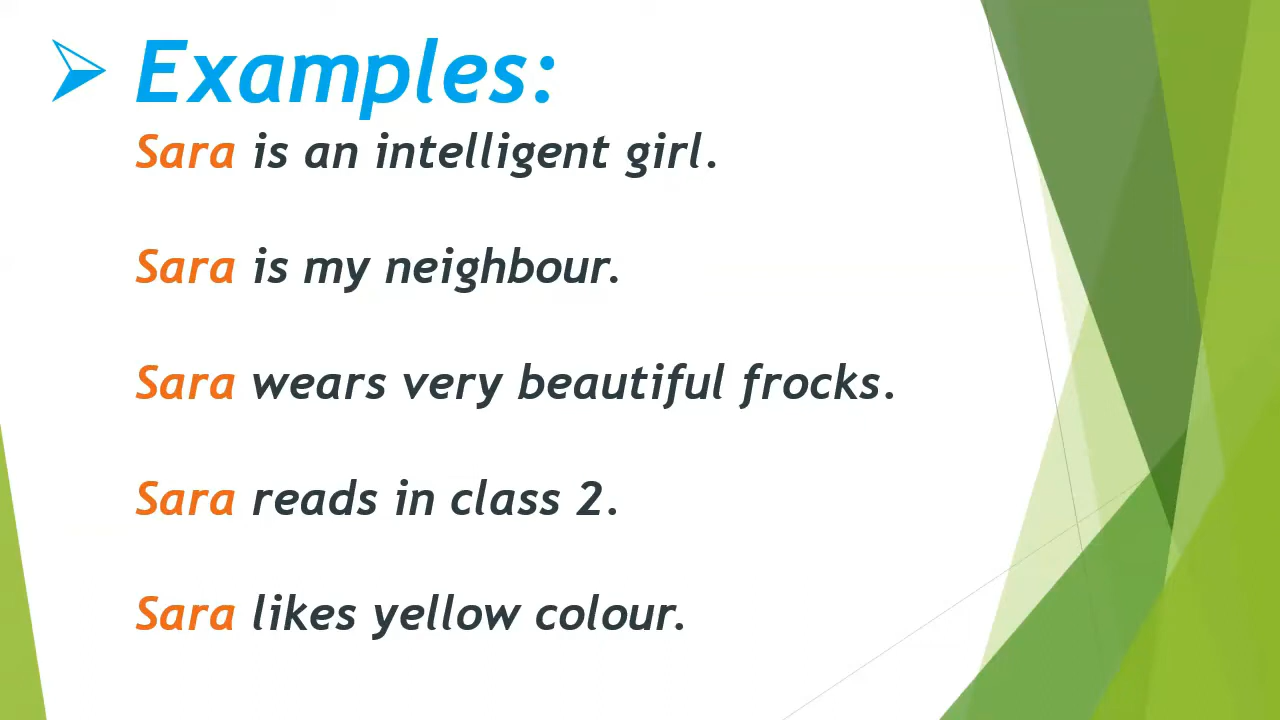 Examples:
Sara is an intelligent girl.
Sara is my neighbour.
Sara wears very beautiful frocks.
Sara reads in class 2.
Sara likes yellow colour.